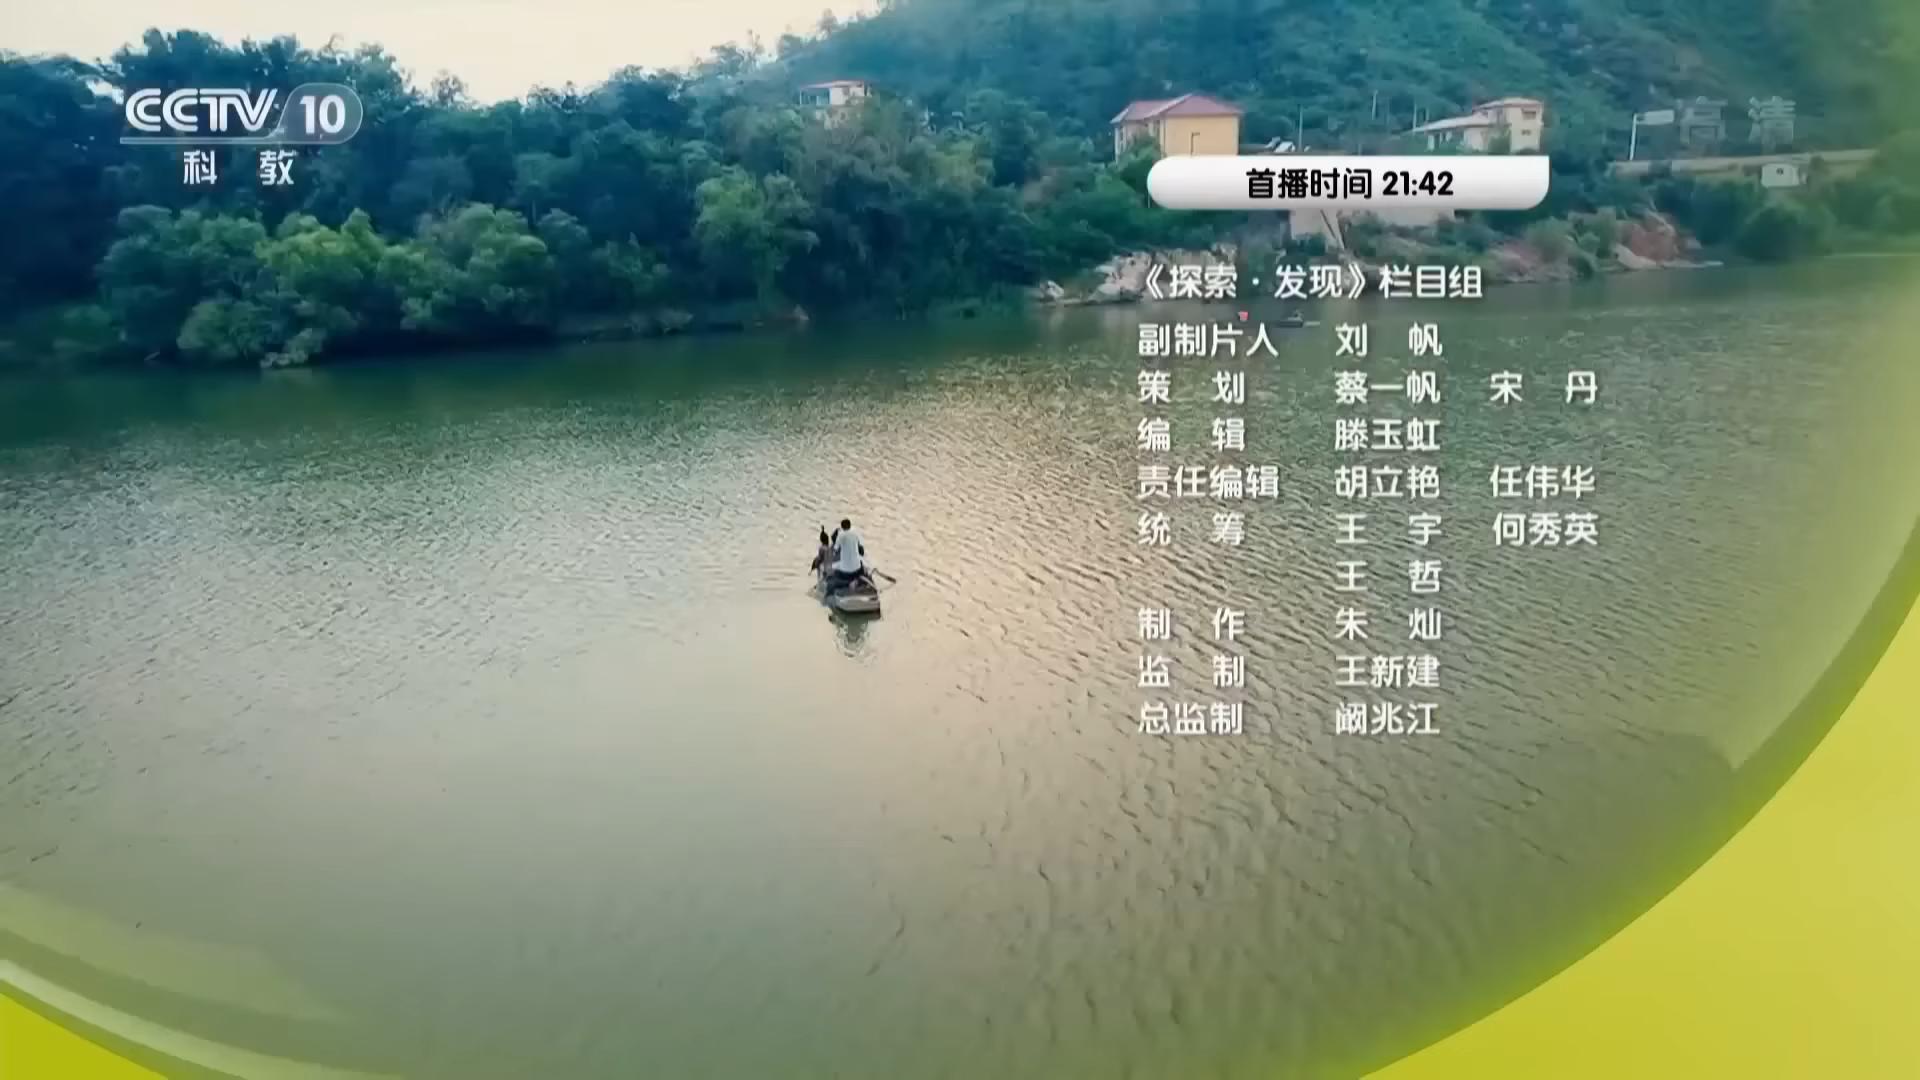 CCTV 10
科 教
高 清
首播时间 21:42
《探索·发现》栏目组
副制片人 刘 帆
策 划 蔡一帆 宋 丹
编 辑 滕玉虹
责任编辑 胡立艳 任伟华
统 筹 王 宇 何秀英
王 哲
制 作 朱 灿
监 制 王新建
总监制 阚兆江